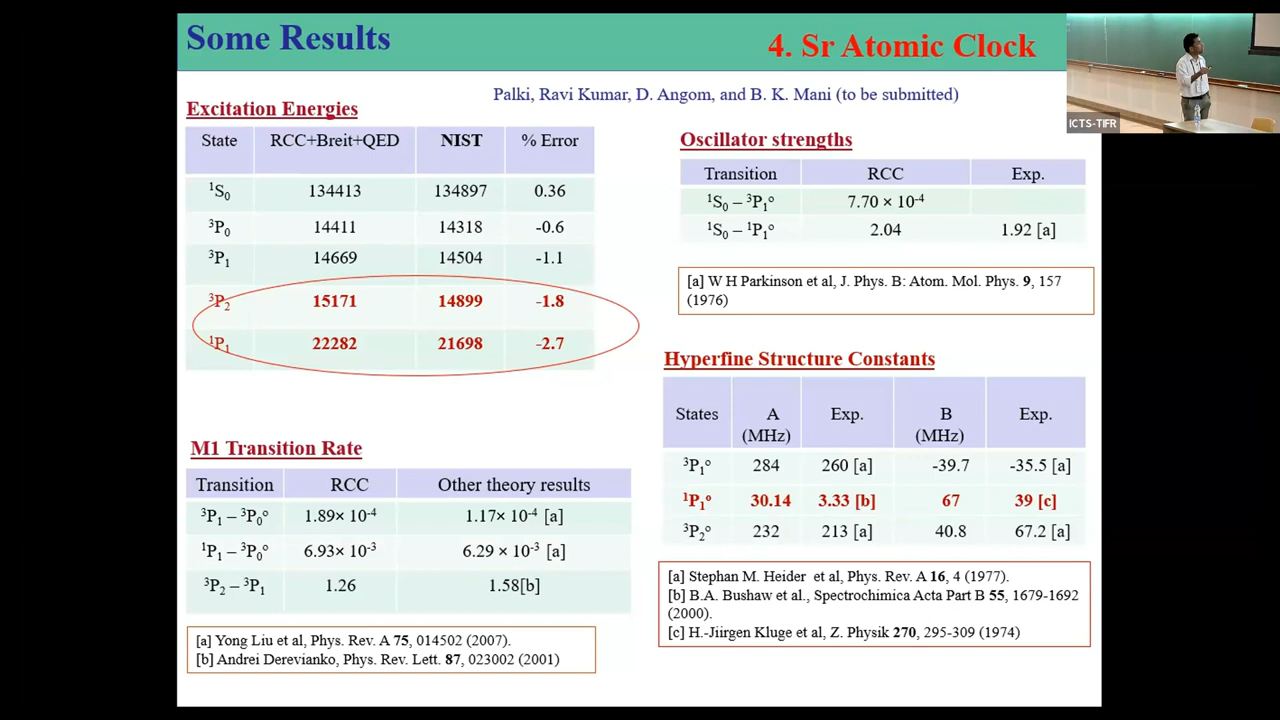 Some Results
4. Sr Atomic Clock
ICTS-TIFR
Palki, Ravi Kumar, D. Angom, and B. K. Mani (to be submitted)
Excitation Energies
State RCC+Breit+QED NIST % Error
¹S₀ 134413 134897 0.36
³P₀ 14411 14318 -0.6
³P₁ 14669 14504 -1.1
³P₂ 15171 14899 -1.8
¹P₁ 22282 21698 -2.7
M1 Transition Rate
Transition RCC Other theory results
³P₁ – ³P₀ᵒ 1.89× 10⁻⁴ 1.17× 10⁻⁴ [a]
¹P₁ – ³P₀ᵒ 6.93× 10⁻³ 6.29 × 10⁻³ [a]
³P₂ – ³P₁ 1.26 1.58[b]
[a] Yong Liu et al, Phys. Rev. A 75, 014502 (2007).
[b] Andrei Derevianko, Phys. Rev. Lett. 87, 023002 (2001)
Oscillator strengths
Transition RCC Exp.
¹S₀ – ³P₁ᵒ 7.70 × 10⁻⁴
¹S₀ – ¹P₁ᵒ 2.04 1.92 [a]
[a] W H Parkinson et al, J. Phys. B: Atom. Mol. Phys. 9, 157
(1976)
Hyperfine Structure Constants
States A Exp. B Exp.
(MHz) (MHz)
³P₁ᵒ 284 260 [a] -39.7 -35.5 [a]
¹P₁ᵒ 30.14 3.33 [b] 67 39 [c]
³P₂ᵒ 232 213 [a] 40.8 67.2 [a]
[a] Stephan M. Heider et al, Phys. Rev. A 16, 4 (1977).
[b] B.A. Bushaw et al., Spectrochimica Acta Part B 55, 1679-1692
(2000).
[c] H.-Jiirgen Kluge et al, Z. Physik 270, 295-309 (1974)